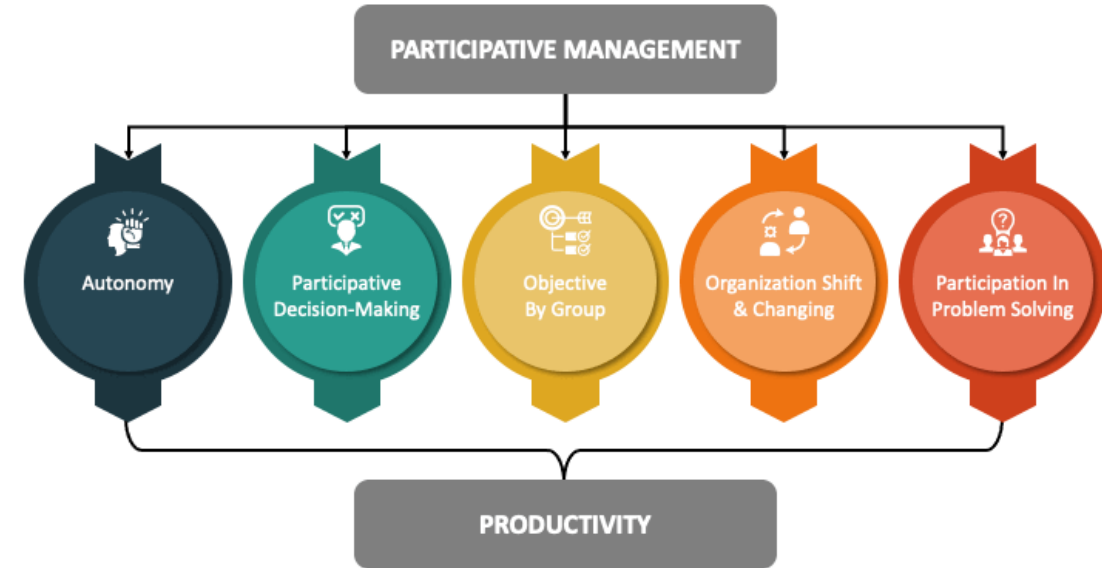 PARTICIPATIVE MANAGEMENT
Autonomy
Participative
Decision-Making
Objective
By Group
Organization Shift
& Changing
Participation In
Problem Solving
PRODUCTIVITY